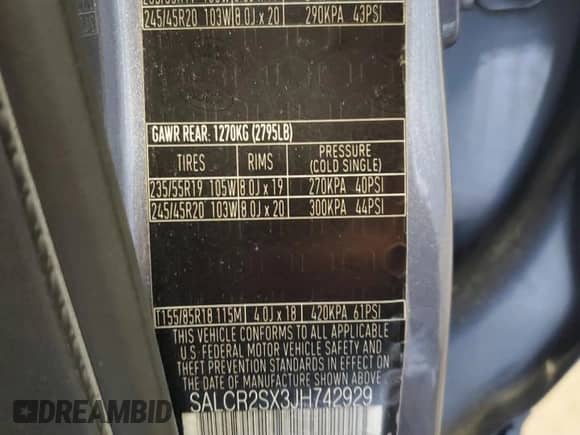 245/45R20 103W 8.0J x 20 290KPA 43PSI
GAWR REAR: 1270KG (2795LB)
TIRES RIMS PRESSURE (COLD SINGLE)
235/55R19 105W 8.0J x 19 270KPA 40PSI
245/45R20 103W 8.0J x 20 300KPA 44PSI
T155/85R18 115M 4.0J x 18 420KPA 61PSI
THIS VEHICLE CONFORMS TO ALL APPLICABLE
U.S. FEDERAL MOTOR VEHICLE SAFETY AND
THEFT PREVENTION STANDARDS IN EFFECT ON
THE DATE OF MANUFACTURE SHOWN ABOVE
SALCR2SX3JH742929
EPICVIN